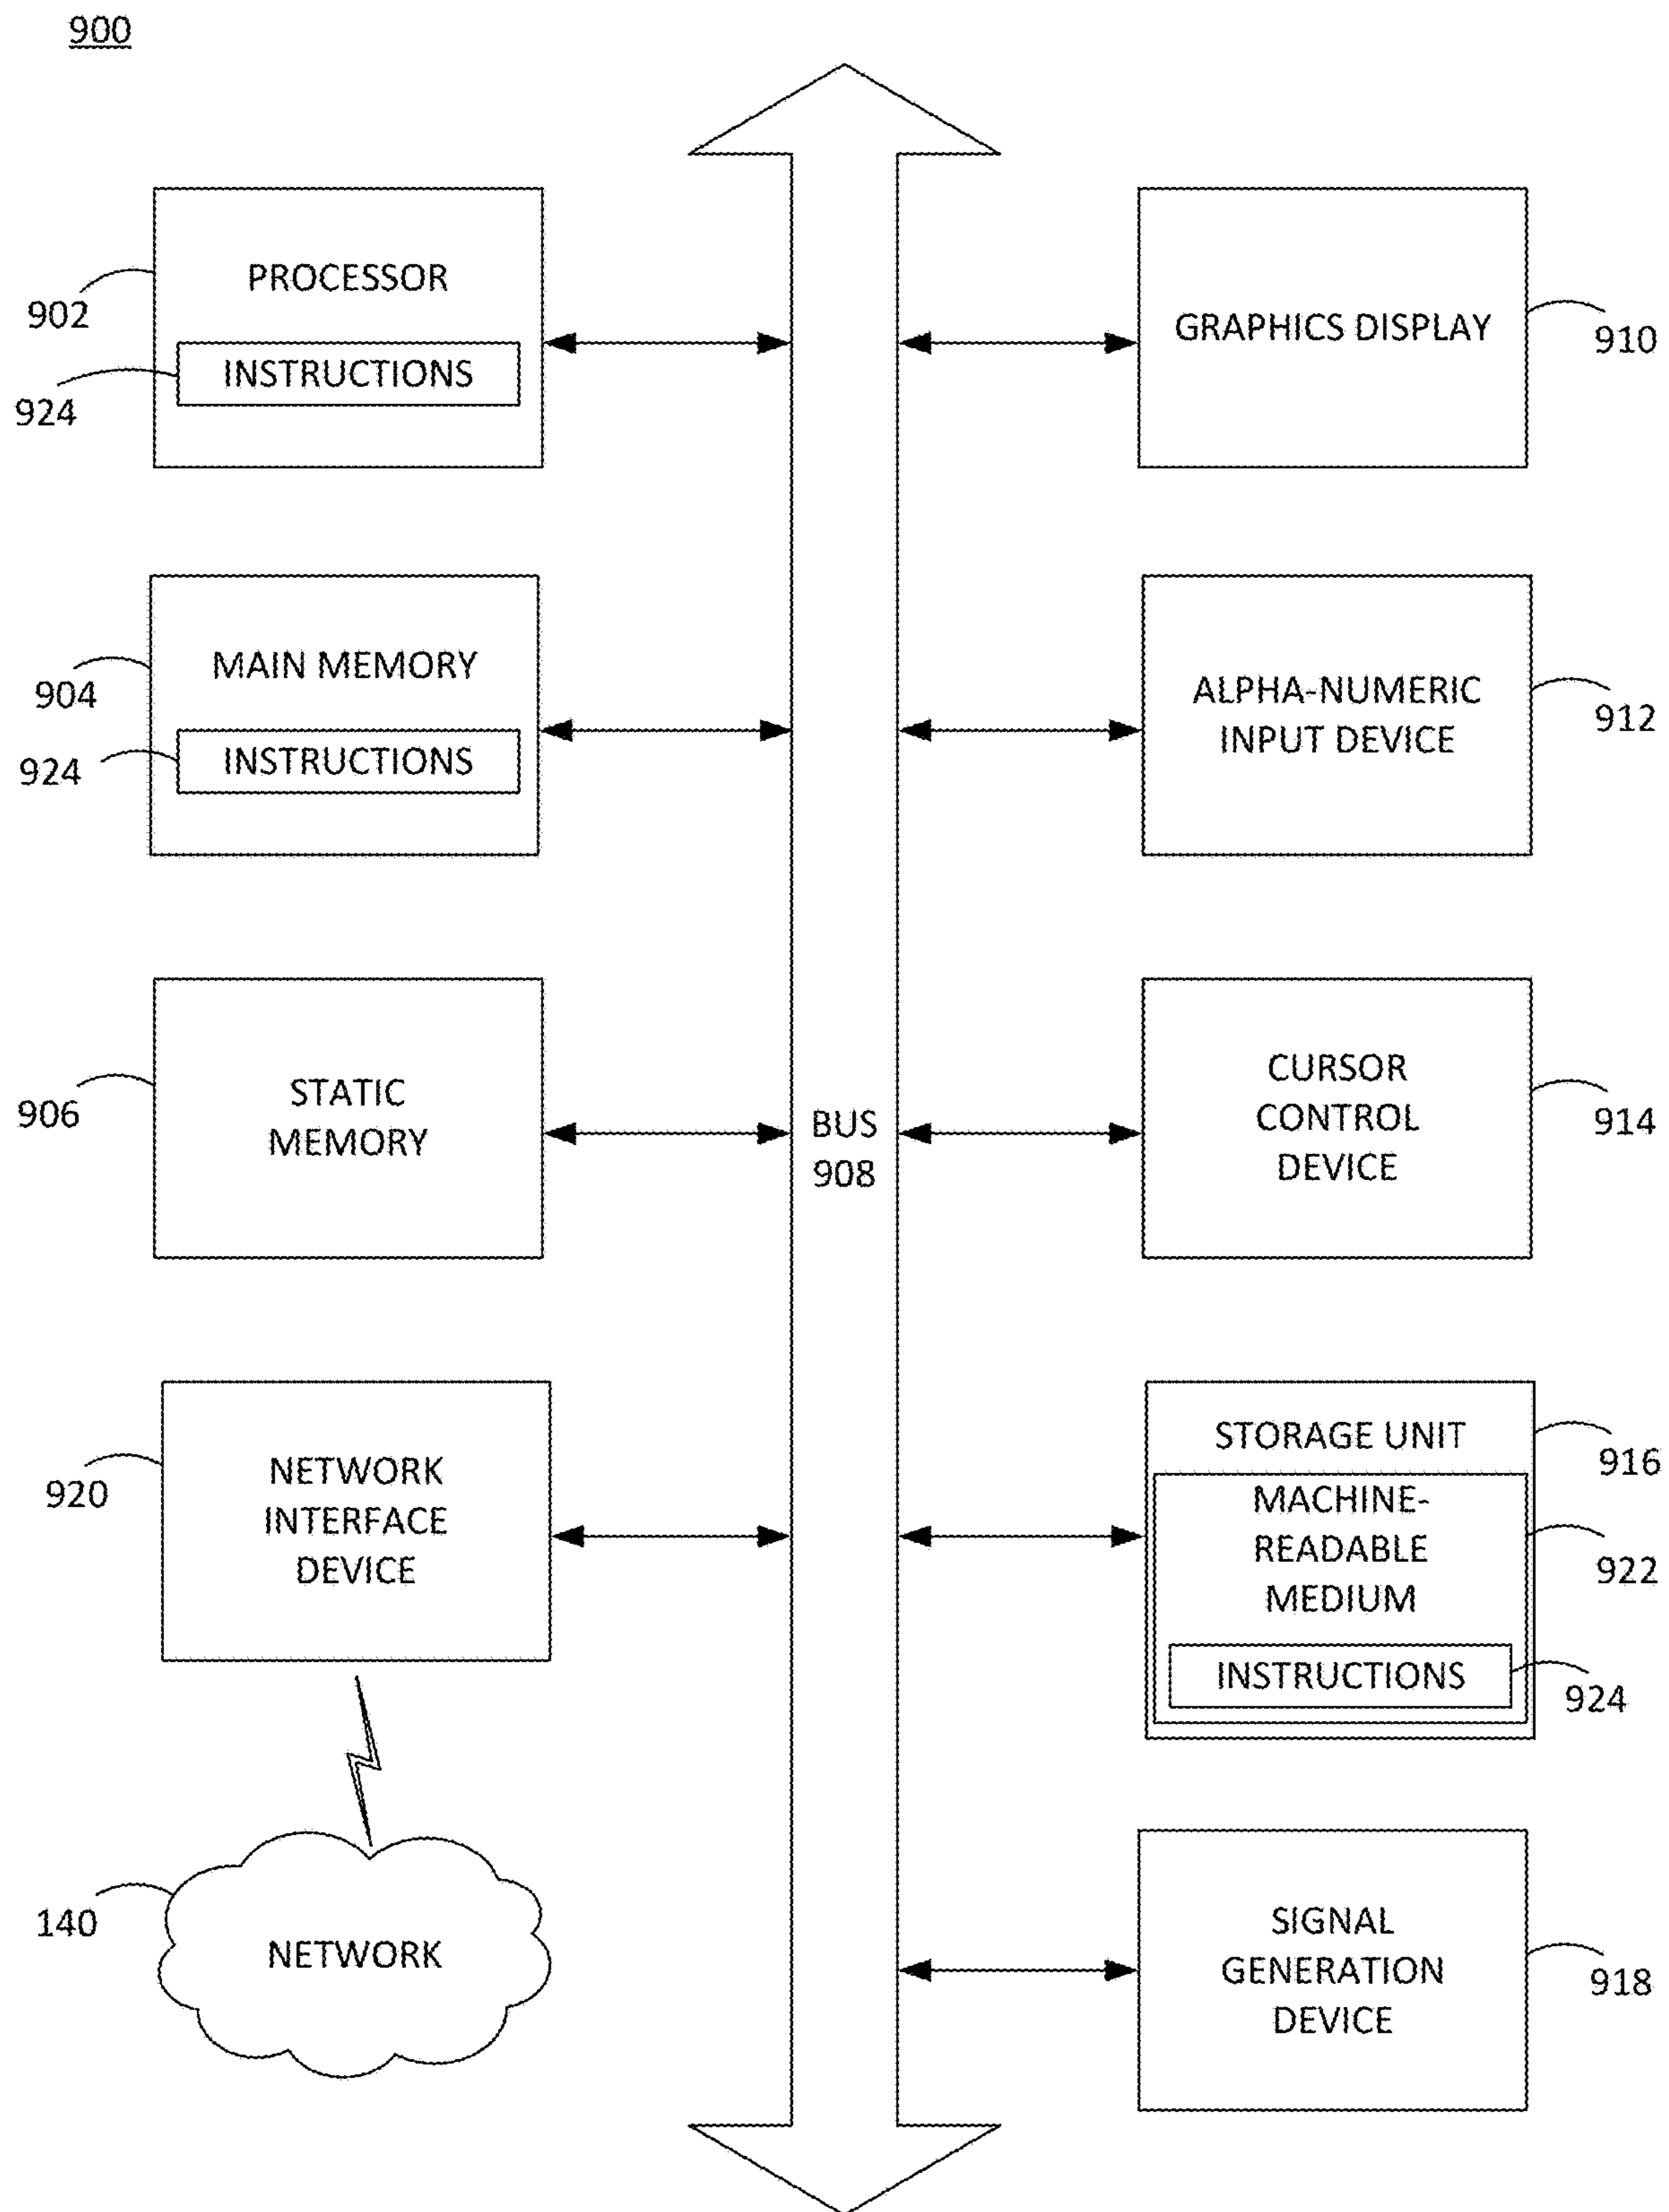 900
PROCESSOR
902
INSTRUCTIONS
924
MAIN MEMORY
904
INSTRUCTIONS
924
STATIC
MEMORY
906
NETWORK
INTERFACE
DEVICE
920
140
NETWORK
BUS
908
GRAPHICS DISPLAY
910
ALPHA-NUMERIC
INPUT DEVICE
912
CURSOR
CONTROL
DEVICE
914
STORAGE UNIT
916
MACHINE-
READABLE
MEDIUM
922
INSTRUCTIONS
924
SIGNAL
GENERATION
DEVICE
918